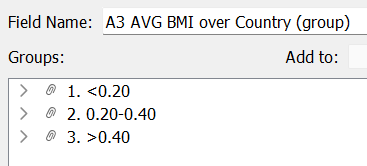 Field Name: A3 AVG BMI over Country (group)
Groups: Add to:
1. <0.20
2. 0.20-0.40
3. >0.40